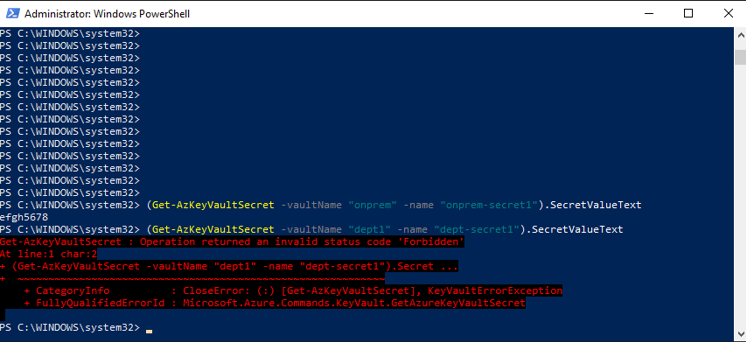 Administrator: Windows PowerShell
PS C:\WINDOWS\system32>
PS C:\WINDOWS\system32>
PS C:\WINDOWS\system32>
PS C:\WINDOWS\system32>
PS C:\WINDOWS\system32>
PS C:\WINDOWS\system32>
PS C:\WINDOWS\system32>
PS C:\WINDOWS\system32>
PS C:\WINDOWS\system32>
PS C:\WINDOWS\system32>
PS C:\WINDOWS\system32>
PS C:\WINDOWS\system32>
PS C:\WINDOWS\system32>
PS C:\WINDOWS\system32>
PS C:\WINDOWS\system32> (Get-AzKeyVaultSecret -vaultName "onprem" -name "onprem-secret1").SecretValueText
efgh5678
PS C:\WINDOWS\system32> (Get-AzKeyVaultSecret -vaultName "dept1" -name "dept-secret1").SecretValueText
Get-AzKeyVaultSecret : Operation returned an invalid status code 'Forbidden'
At line:1 char:2
+ (Get-AzKeyVaultSecret -vaultName "dept1" -name "dept-secret1").Secret ...
+  ~~~~~~~~~~~~~~~~~~~~~~~~~~~~~~~~~~~~~~~~~~~~~~~~~~~~~~~~~~~~
    + CategoryInfo          : CloseError: (:) [Get-AzKeyVaultSecret], KeyVaultErrorException
    + FullyQualifiedErrorId : Microsoft.Azure.Commands.KeyVault.GetAzureKeyVaultSecret
PS C:\WINDOWS\system32>